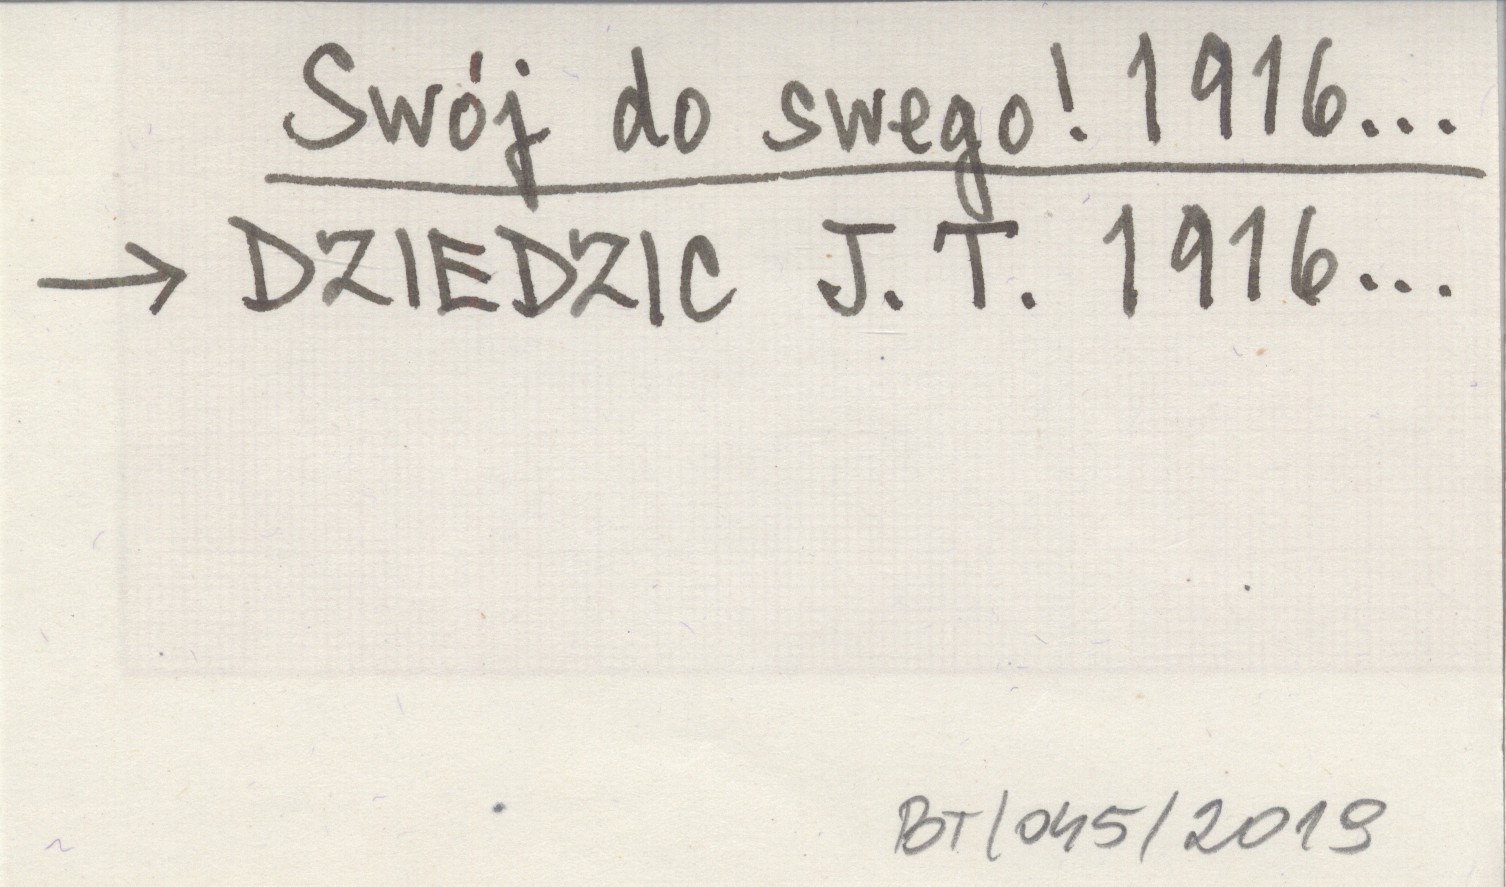 Swój do swego! 1916...
→ DZIEDZIC J. T. 1916...
BT/045/2019